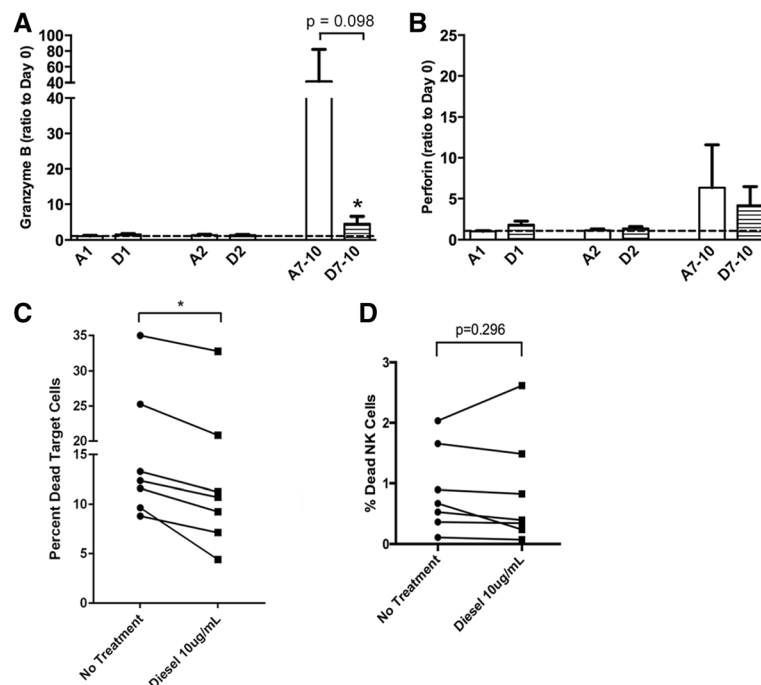 A
p = 0.098
Granzyme B (ratio to Day 0)
100
80
60
40
40
30
20
10
0
*
A1
D1
A2
D2
A7-10
D7-10
B
Perforin (ratio to Day 0)
25
20
15
10
5
0
A1
D1
A2
D2
A7-10
D7-10
C
*
Percent Dead Target Cells
35
30
25
20
15
10
5
0
No Treatment
Diesel 10ug/mL
D
p=0.296
% Dead NK Cells
3
2
1
0
No Treatment
Diesel 10ug/mL